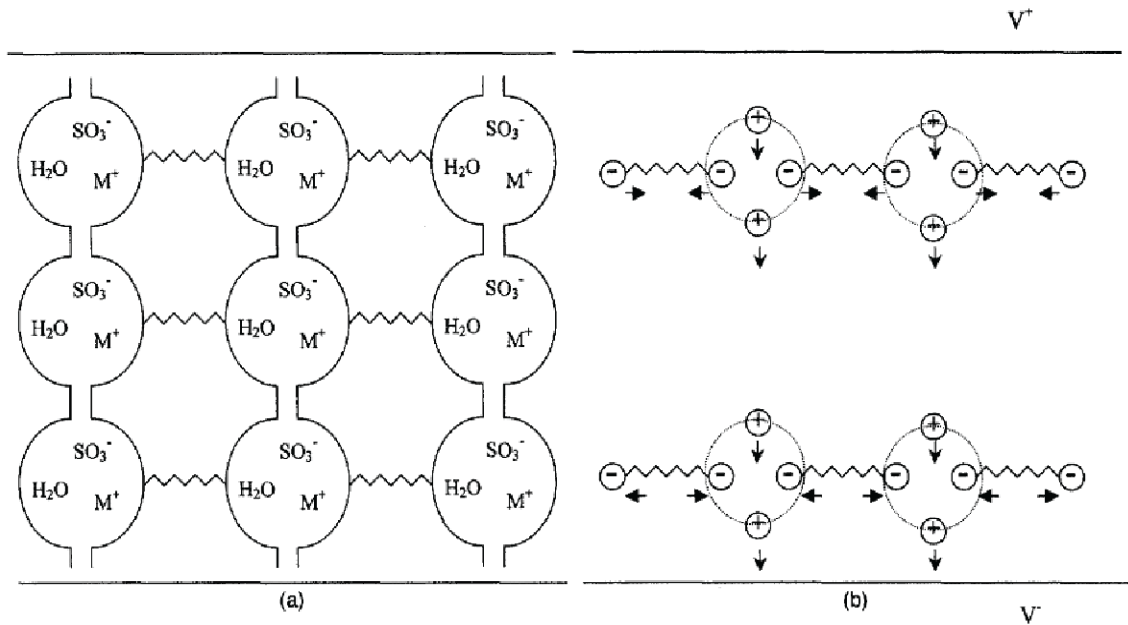 V⁺
SO₃⁻ SO₃⁻ SO₃⁻
H₂O H₂O H₂O
M⁺ M⁺ M⁺
SO₃⁻ SO₃⁻ SO₃⁻
H₂O H₂O H₂O
M⁺ M⁺ M⁺
SO₃⁻ SO₃⁻ SO₃⁻
H₂O H₂O H₂O
M⁺ M⁺ M⁺
+ +
- - - - - -
+ +
+ +
- - - - - -
+ +
(a) (b)
V⁻